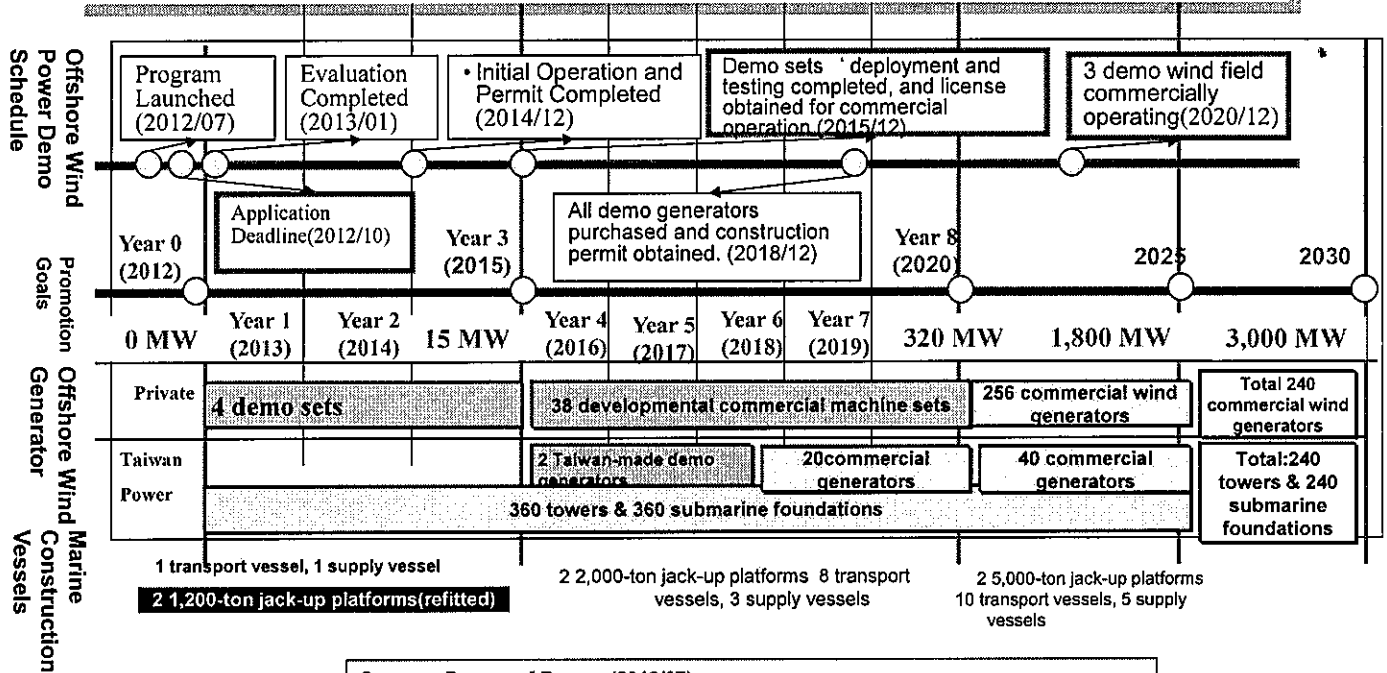 Offshore Wind
Power Demo
Schedule
Program
Launched
(2012/07)
Evaluation
Completed
(2013/01)
• Initial Operation and
Permit Completed
(2014/12)
Demo sets ' deployment and
testing completed, and license
obtained for commercial
operation (2015/12)
3 demo wind field
commercially
operating(2020/12)
Application
Deadline(2012/10)
All demo generators
purchased and construction
permit obtained. (2018/12)
Promotion
Goals
Year 0
(2012)
Year 3
(2015)
Year 8
(2020)
2025
2030
0 MW
Year 1
(2013)
Year 2
(2014)
15 MW
Year 4
(2016)
Year 5
(2017)
Year 6
(2018)
Year 7
(2019)
320 MW
1,800 MW
3,000 MW
Offshore Wind
Generator
Private
4 demo sets
38 developmental commercial machine sets
256 commercial wind
generators
Total 240
commercial wind
generators
Taiwan
Power
2 Taiwan-made demo
generators
20commercial
generators
40 commercial
generators
Total:240
towers & 240
submarine
foundations
360 towers & 360 submarine foundations
Marine
Construction
Vessels
1 transport vessel, 1 supply vessel
2 1,200-ton jack-up platforms(refitted)
2 2,000-ton jack-up platforms 8 transport
vessels, 3 supply vessels
2 5,000-ton jack-up platforms
10 transport vessels, 5 supply
vessels